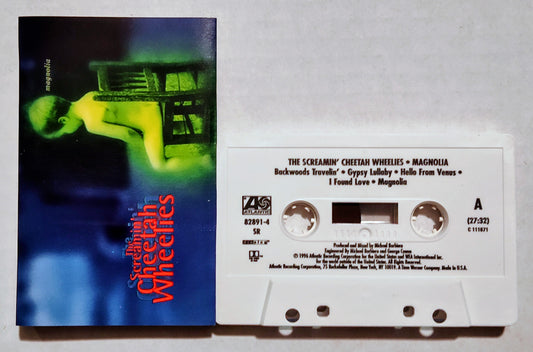 magnolia
The
Screamin'
Cheetah
Wheelies
THE SCREAMIN' CHEETAH WHEELIES • MAGNOLIA
Backwoods Travelin' • Gypsy Lullaby • Hello From Venus •
I Found Love • Magnolia
ATLANTIC
82891-4
SR
A
(27:32)
C 111871
Produced and Mixed by Michael Barbiero
Engineered By Michael Barbiero and George Cowan
© 1996 Atlantic Recording Corporation for the United States and WEA International Inc.
for the world outside of the United States. All Rights Reserved.
Atlantic Recording Corporation, 75 Rockefeller Plaza, New York, NY 10019. A Time Warner Company. Made in U.S.A.